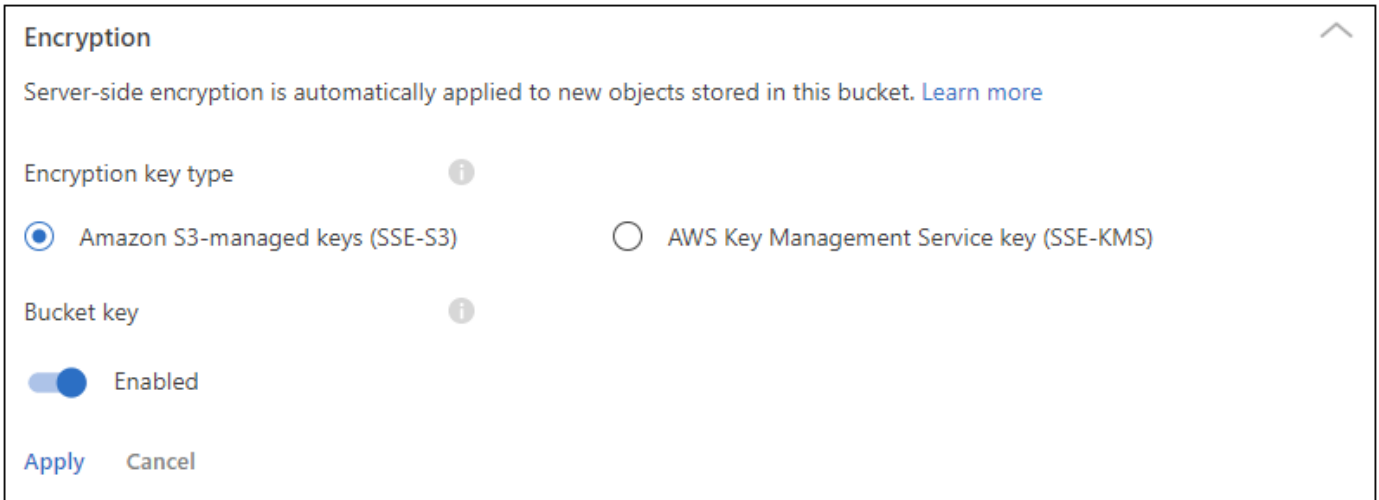 Encryption
Server-side encryption is automatically applied to new objects stored in this bucket. Learn more
Encryption key type
Amazon S3-managed keys (SSE-S3) AWS Key Management Service key (SSE-KMS)
Bucket key
Enabled
Apply Cancel